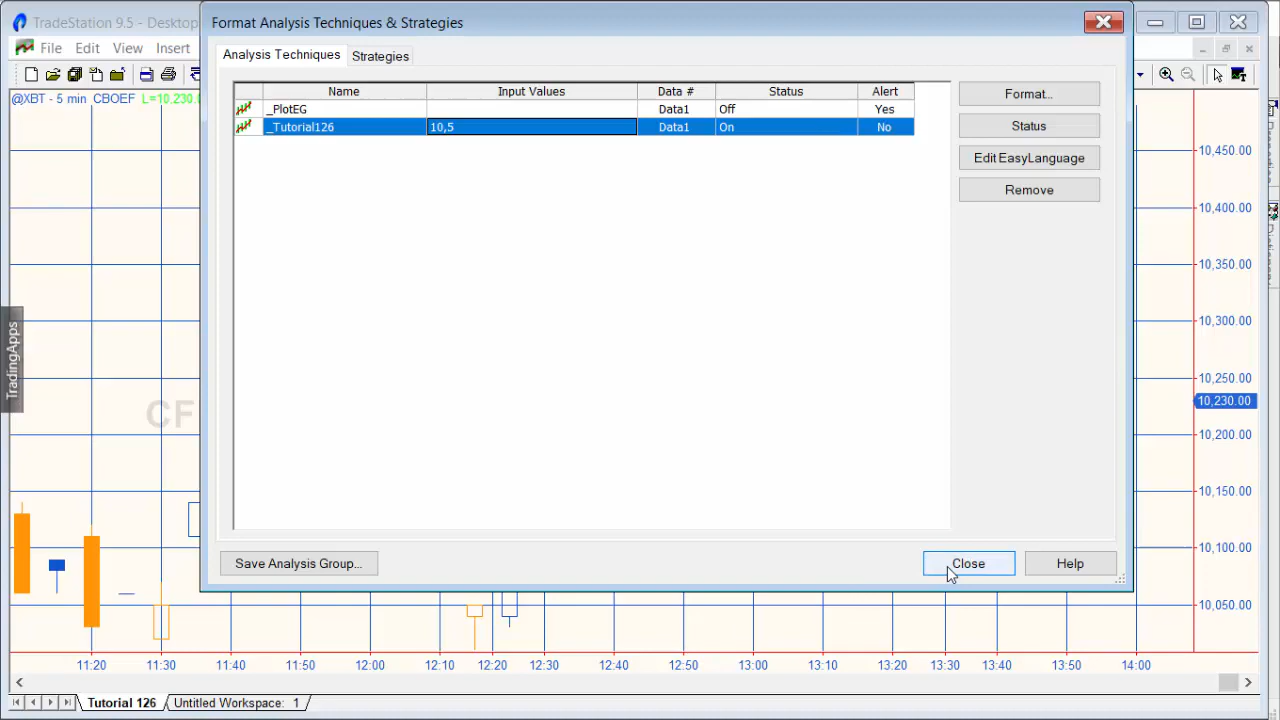 TradeStation 9.5 - Desktop
Format Analysis Techniques & Strategies
File Edit View Insert
Analysis Techniques
Strategies
@XBT - 5 min CBOEF L=10,230.0
Name Input Values Data # Status Alert
_PlotEG Data1 Off Yes
_Tutorial126 10,5 Data1 On No
Format...
Status
Edit EasyLanguage
Remove
TradingApps
CF
10,450.00
10,400.00
10,350.00
10,300.00
10,250.00
10,230.00
10,200.00
10,150.00
10,100.00
10,050.00
Save Analysis Group...
Close
Help
11:20 11:30 11:40 11:50 12:00 12:10 12:20 12:30 12:40 12:50 13:00 13:10 13:20 13:30 13:40 13:50 14:00
Tutorial 126 Untitled Workspace: 1